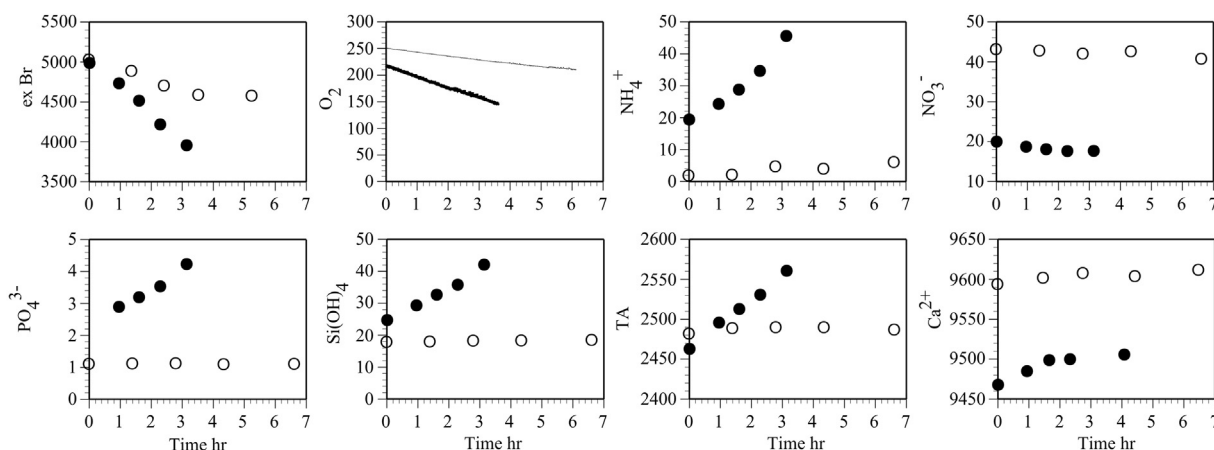 5500
5000
4500
4000
3500
ex Br
0 1 2 3 4 5 6 7
300
250
200
150
100
50
0
O2
0 1 2 3 4 5 6 7
50
40
30
20
10
0
NH4+
0 1 2 3 4 5 6 7
50
40
30
20
10
NO3-
0 1 2 3 4 5 6 7
5
4
3
2
1
0
PO43-
0 1 2 3 4 5 6 7
Time hr
50
40
30
20
10
0
Si(OH)4
0 1 2 3 4 5 6 7
Time hr
2600
2550
2500
2450
2400
TA
0 1 2 3 4 5 6 7
Time hr
9650
9600
9550
9500
9450
Ca2+
0 1 2 3 4 5 6 7
Time hr